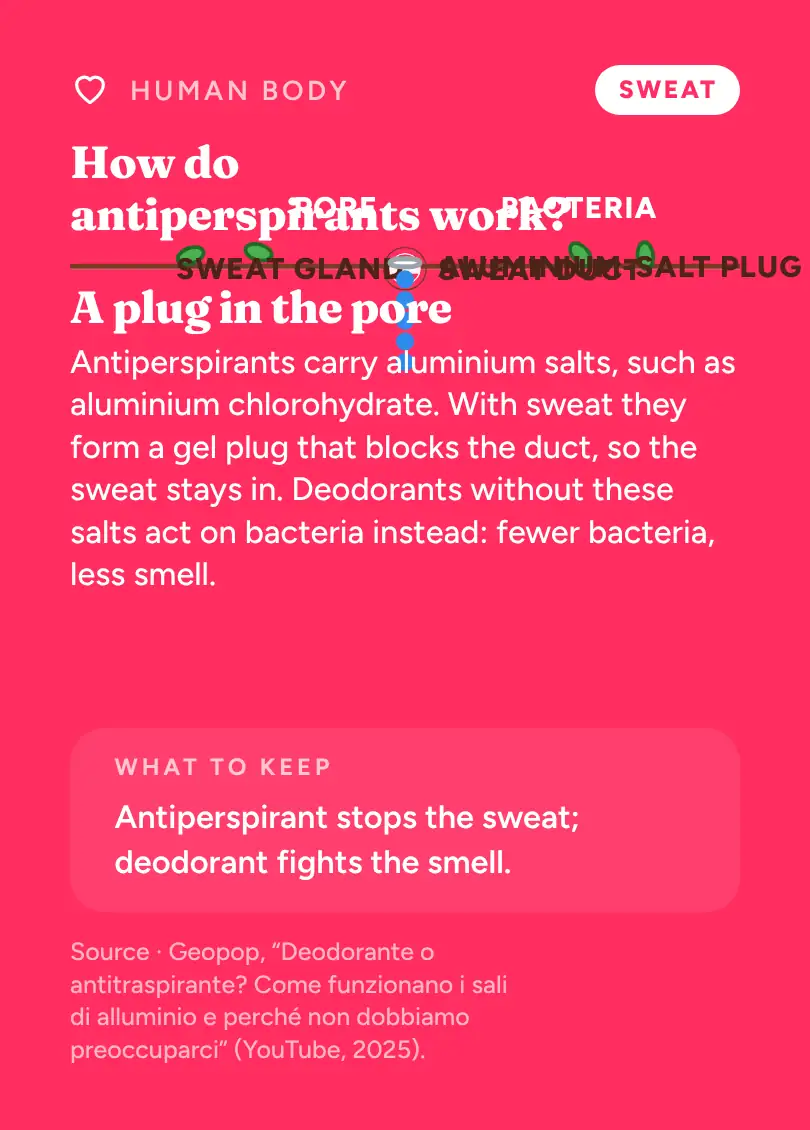 HUMAN BODY
SWEAT
How do
antiperspirants work?
PORE
BACTERIA
SWEAT GLAND
SWEAT DUCT
ALUMINIUM-SALT PLUG
A plug in the pore
Antiperspirants carry aluminium salts, such as
aluminium chlorohydrate. With sweat they
form a gel plug that blocks the duct, so the
sweat stays in. Deodorants without these
salts act on bacteria instead: fewer bacteria,
less smell.
WHAT TO KEEP
Antiperspirant stops the sweat;
deodorant fights the smell.
Source · Geopop, “Deodorante o
antitraspirante? Come funzionano i sali
di alluminio e perché non dobbiamo
preoccuparci” (YouTube, 2025).